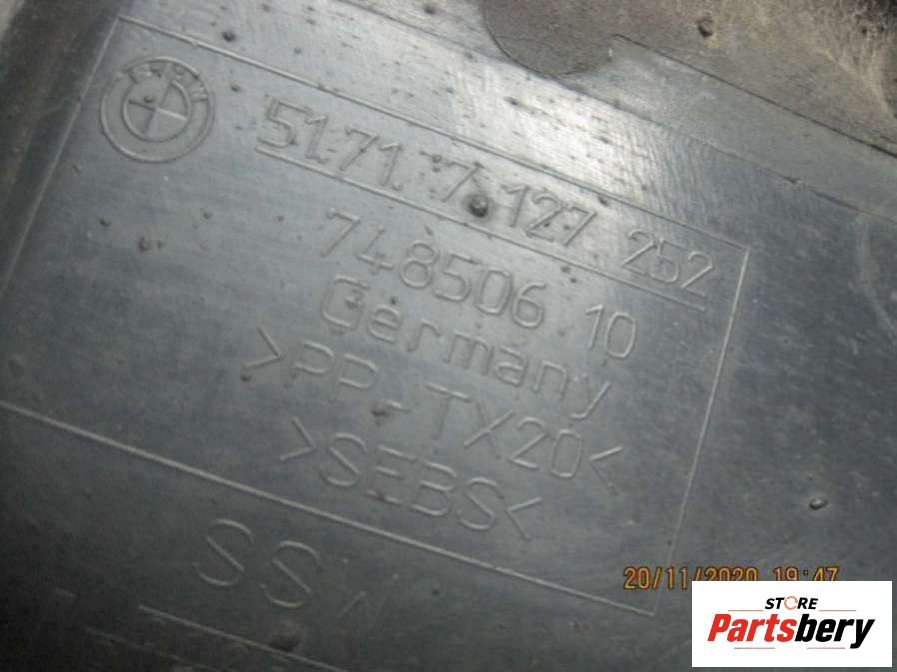 BMW
51.71. 7 127 252
748506 10
Germany
>PP-TX20<
>SEBS<
SS
20/11/2020 19:47
STORE
Partsbery